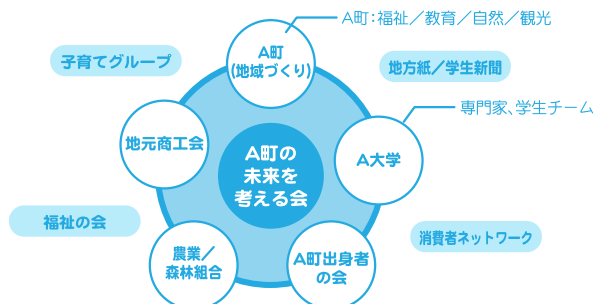 A町：福祉／教育／自然／観光
A町
(地域づくり)
子育てグループ
地方紙／学生新聞
専門家、学生チーム
地元商工会
A町の
未来を
考える会
A大学
福祉の会
消費者ネットワーク
農業／
森林組合
A町出身者
の会